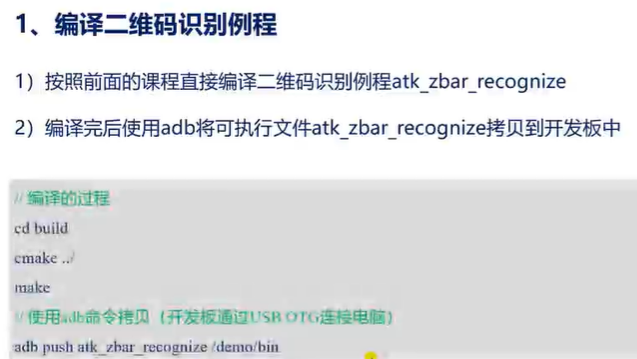 1、编译二维码识别例程
1）按照前面的课程直接编译二维码识别例程atk_zbar_recognize
2）编译完后使用adb将可执行文件atk_zbar_recognize拷贝到开发板中
// 编译的过程
cd build
cmake ../
make
// 使用adb命令拷贝（开发板通过USB OTG连接电脑）
adb push atk_zbar_recognize /demo/bin